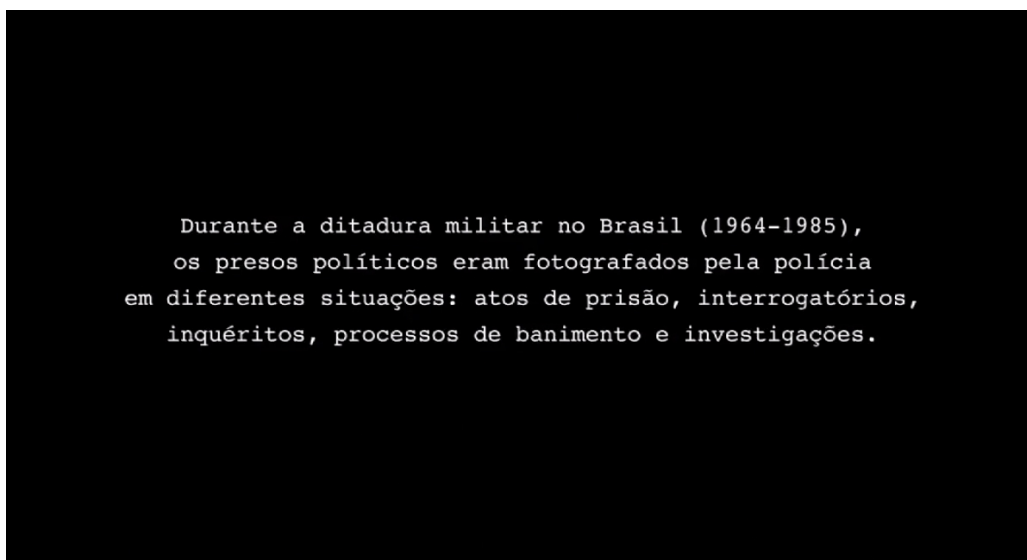 Durante a ditadura militar no Brasil (1964–1985),
os presos políticos eram fotografados pela polícia
em diferentes situações: atos de prisão, interrogatórios,
inquéritos, processos de banimento e investigações.